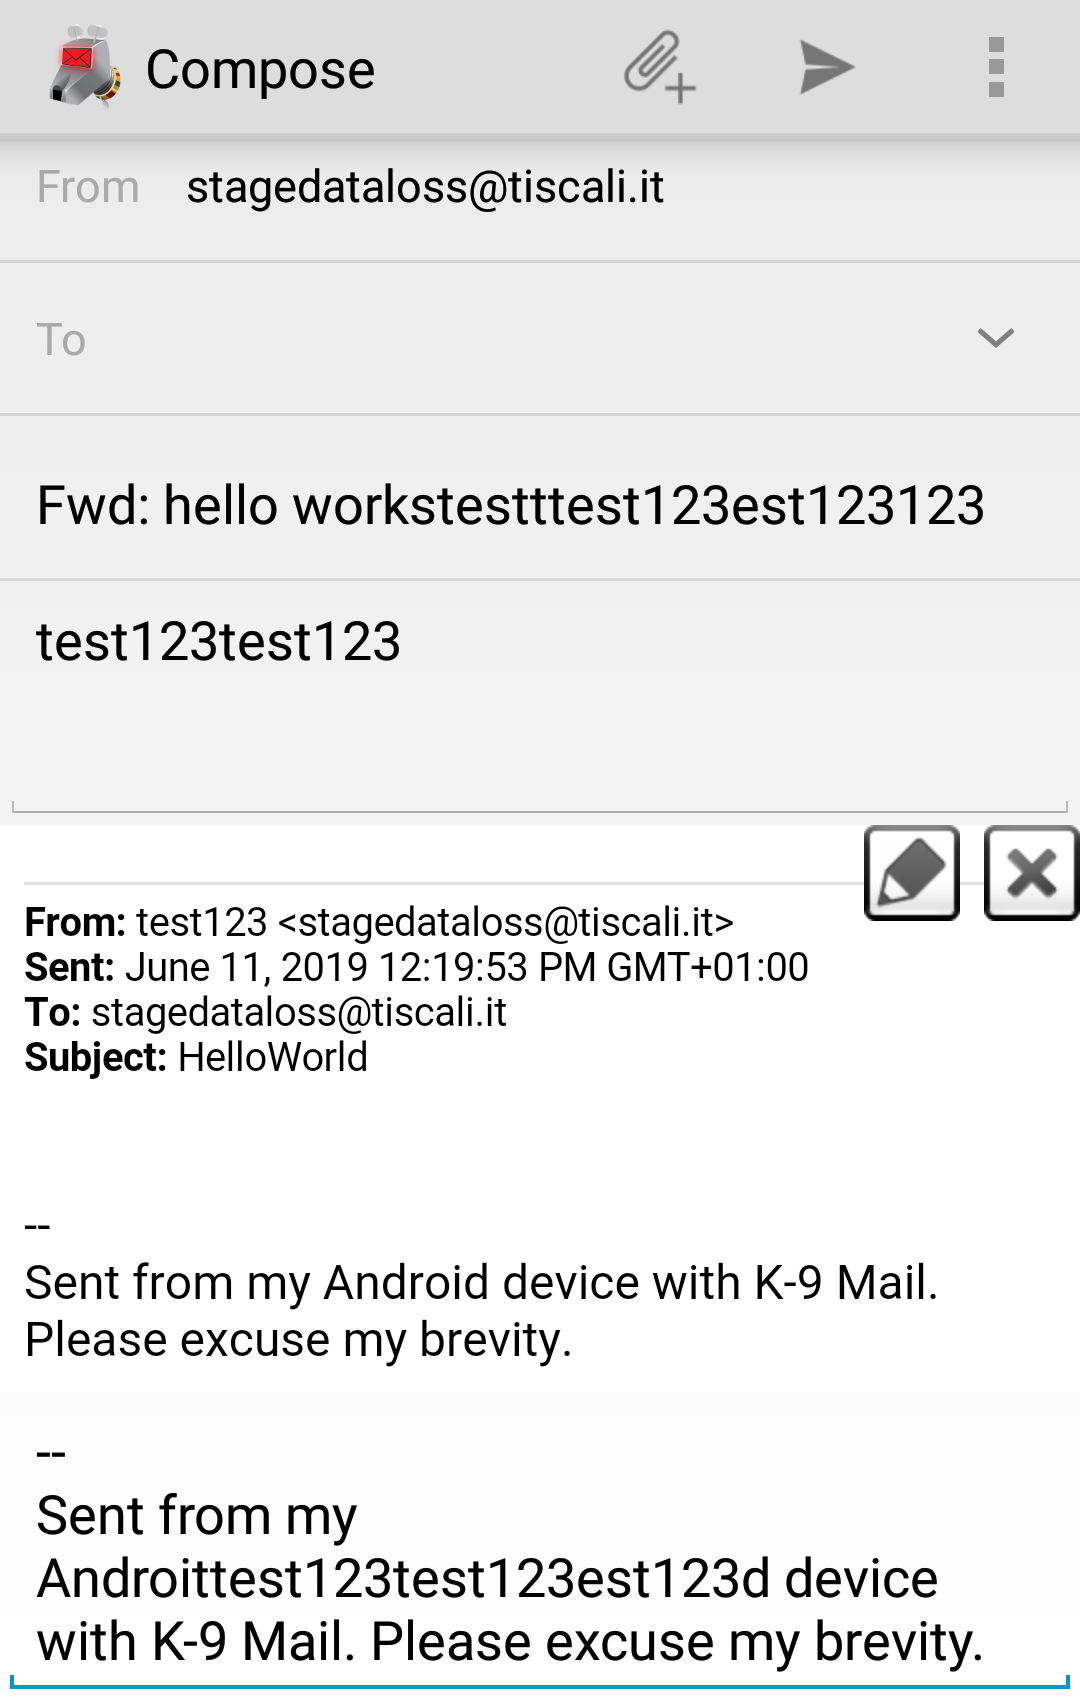 Compose
From stagedataloss@tiscali.it
To
Fwd: hello workstestttest123est123123
test123test123
From: test123 <stagedataloss@tiscali.it>
Sent: June 11, 2019 12:19:53 PM GMT+01:00
To: stagedataloss@tiscali.it
Subject: HelloWorld
--
Sent from my Android device with K-9 Mail.
Please excuse my brevity.
--
Sent from my
Androittest123test123est123d device
with K-9 Mail. Please excuse my brevity.